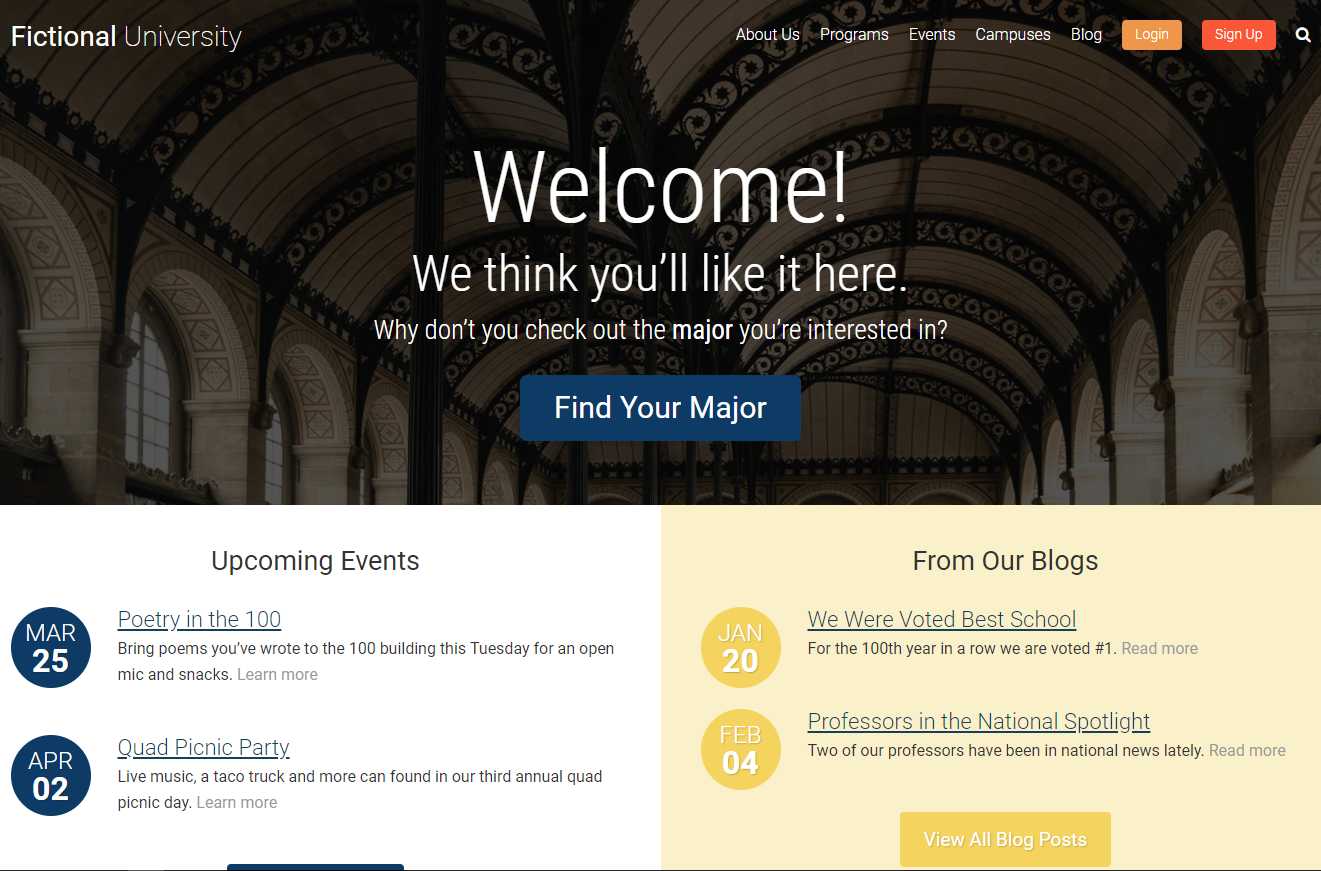 Fictional University
About Us Programs Events Campuses Blog Login Sign Up
Welcome!
We think you’ll like it here.
Why don’t you check out the major you’re interested in?
Find Your Major
Upcoming Events
MAR
25
Poetry in the 100
Bring poems you’ve wrote to the 100 building this Tuesday for an open
mic and snacks. Learn more
APR
02
Quad Picnic Party
Live music, a taco truck and more can found in our third annual quad
picnic day. Learn more
From Our Blogs
JAN
20
We Were Voted Best School
For the 100th year in a row we are voted #1. Read more
FEB
04
Professors in the National Spotlight
Two of our professors have been in national news lately. Read more
View All Blog Posts